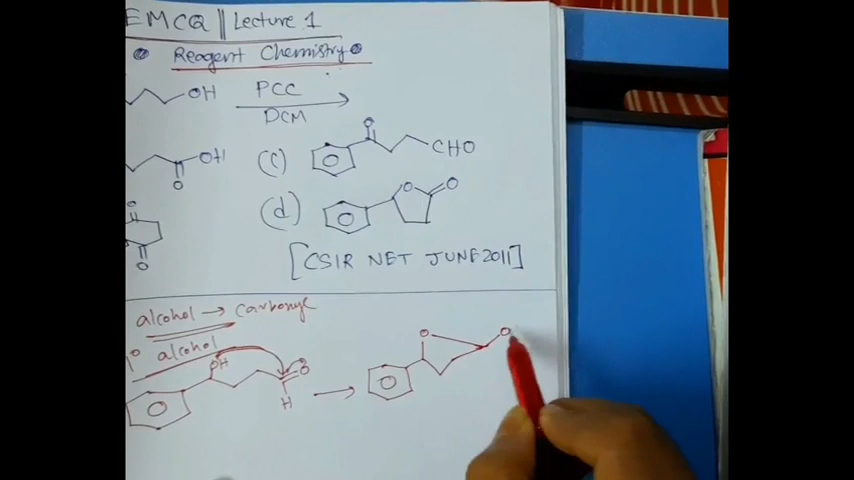 EMCQ || Lecture 1
Reagent Chemistry
OH PCC
DCM
OH
O
(c) O CHO
(d) O O
O
O
[CSIR NET JUNE 2011]
alcohol → carbonyl
1° alcohol
OH O
H
O O